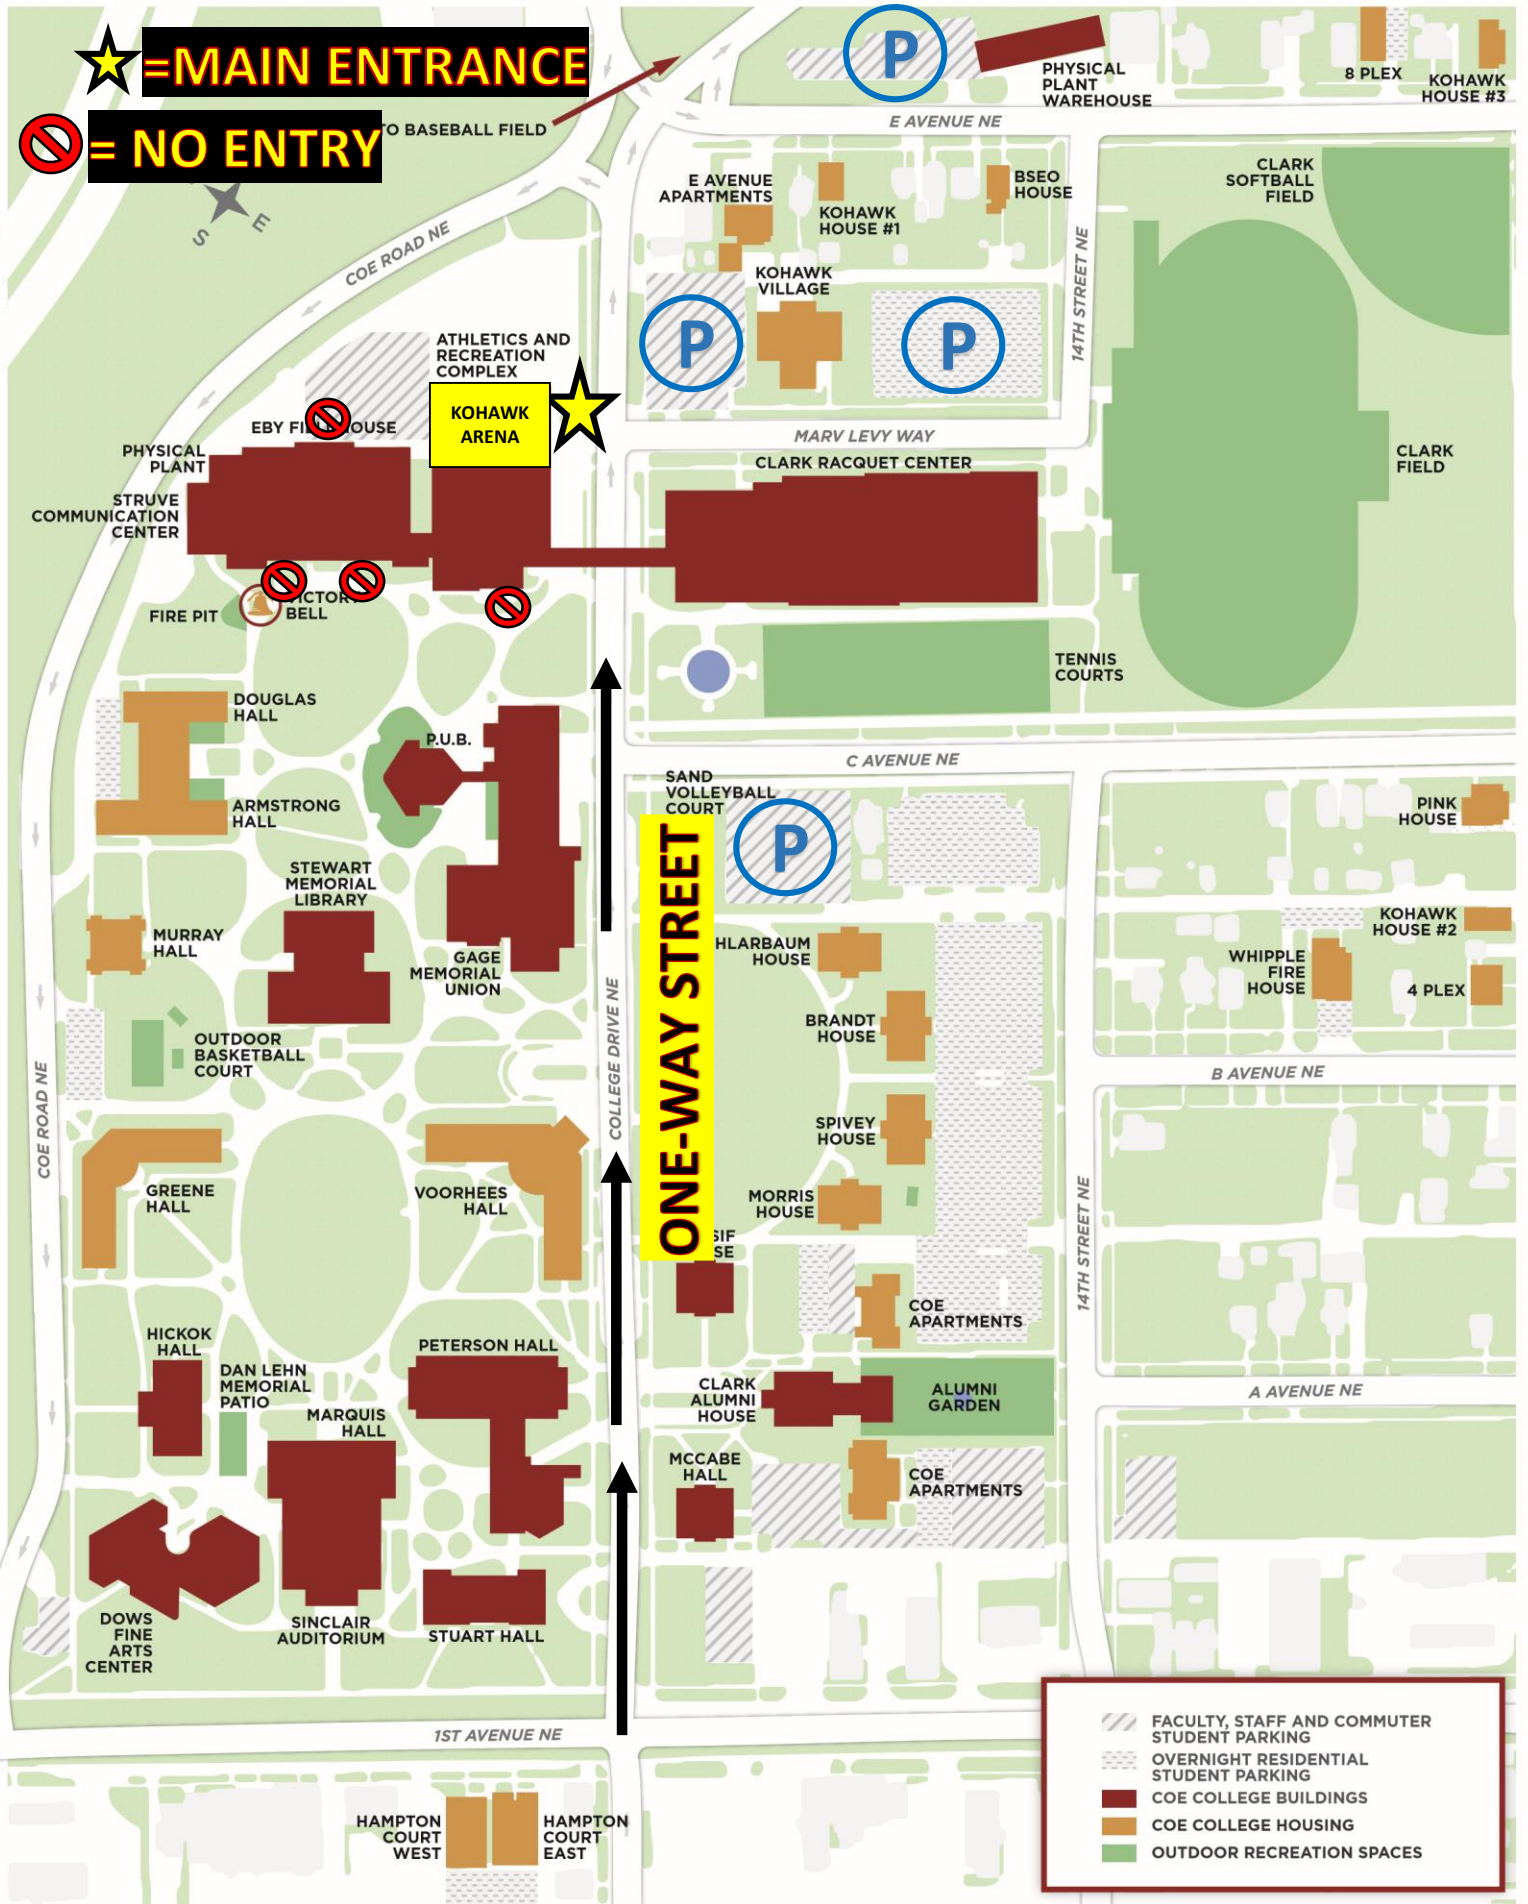 =MAIN ENTRANCE
= NO ENTRY
TO BASEBALL FIELD
S
E
P
PHYSICAL
PLANT
WAREHOUSE
8 PLEX
KOHAWK
HOUSE #3
E AVENUE NE
COE ROAD NE
E AVENUE
APARTMENTS
KOHAWK
HOUSE #1
BSEO
HOUSE
CLARK
SOFTBALL
FIELD
14TH STREET NE
KOHAWK
VILLAGE
P
P
ATHLETICS AND
RECREATION
COMPLEX
KOHAWK
ARENA
EBY FI
OUSE
MARV LEVY WAY
PHYSICAL
PLANT
STRUVE
COMMUNICATION
CENTER
CLARK RACQUET CENTER
CLARK
FIELD
FIRE PIT
VICTORY
BELL
TENNIS
COURTS
DOUGLAS
HALL
P.U.B.
C AVENUE NE
ARMSTRONG
HALL
SAND
VOLLEYBALL
COURT
P
PINK
HOUSE
ONE-WAY STREET
STEWART
MEMORIAL
LIBRARY
MURRAY
HALL
GAGE
MEMORIAL
UNION
HLARBAUM
HOUSE
KOHAWK
HOUSE #2
WHIPPLE
FIRE
HOUSE
4 PLEX
BRANDT
HOUSE
OUTDOOR
BASKETBALL
COURT
COLLEGE DRIVE NE
COE ROAD NE
B AVENUE NE
SPIVEY
HOUSE
GREENE
HALL
VOORHEES
HALL
MORRIS
HOUSE
14TH STREET NE
SIF
SE
COE
APARTMENTS
HICKOK
HALL
PETERSON HALL
DAN LEHN
MEMORIAL
PATIO
MARQUIS
HALL
CLARK
ALUMNI
HOUSE
ALUMNI
GARDEN
A AVENUE NE
MCCABE
HALL
COE
APARTMENTS
DOWS
FINE
ARTS
CENTER
SINCLAIR
AUDITORIUM
STUART HALL
1ST AVENUE NE
HAMPTON
COURT
WEST
HAMPTON
COURT
EAST
FACULTY, STAFF AND COMMUTER
STUDENT PARKING
OVERNIGHT RESIDENTIAL
STUDENT PARKING
COE COLLEGE BUILDINGS
COE COLLEGE HOUSING
OUTDOOR RECREATION SPACES